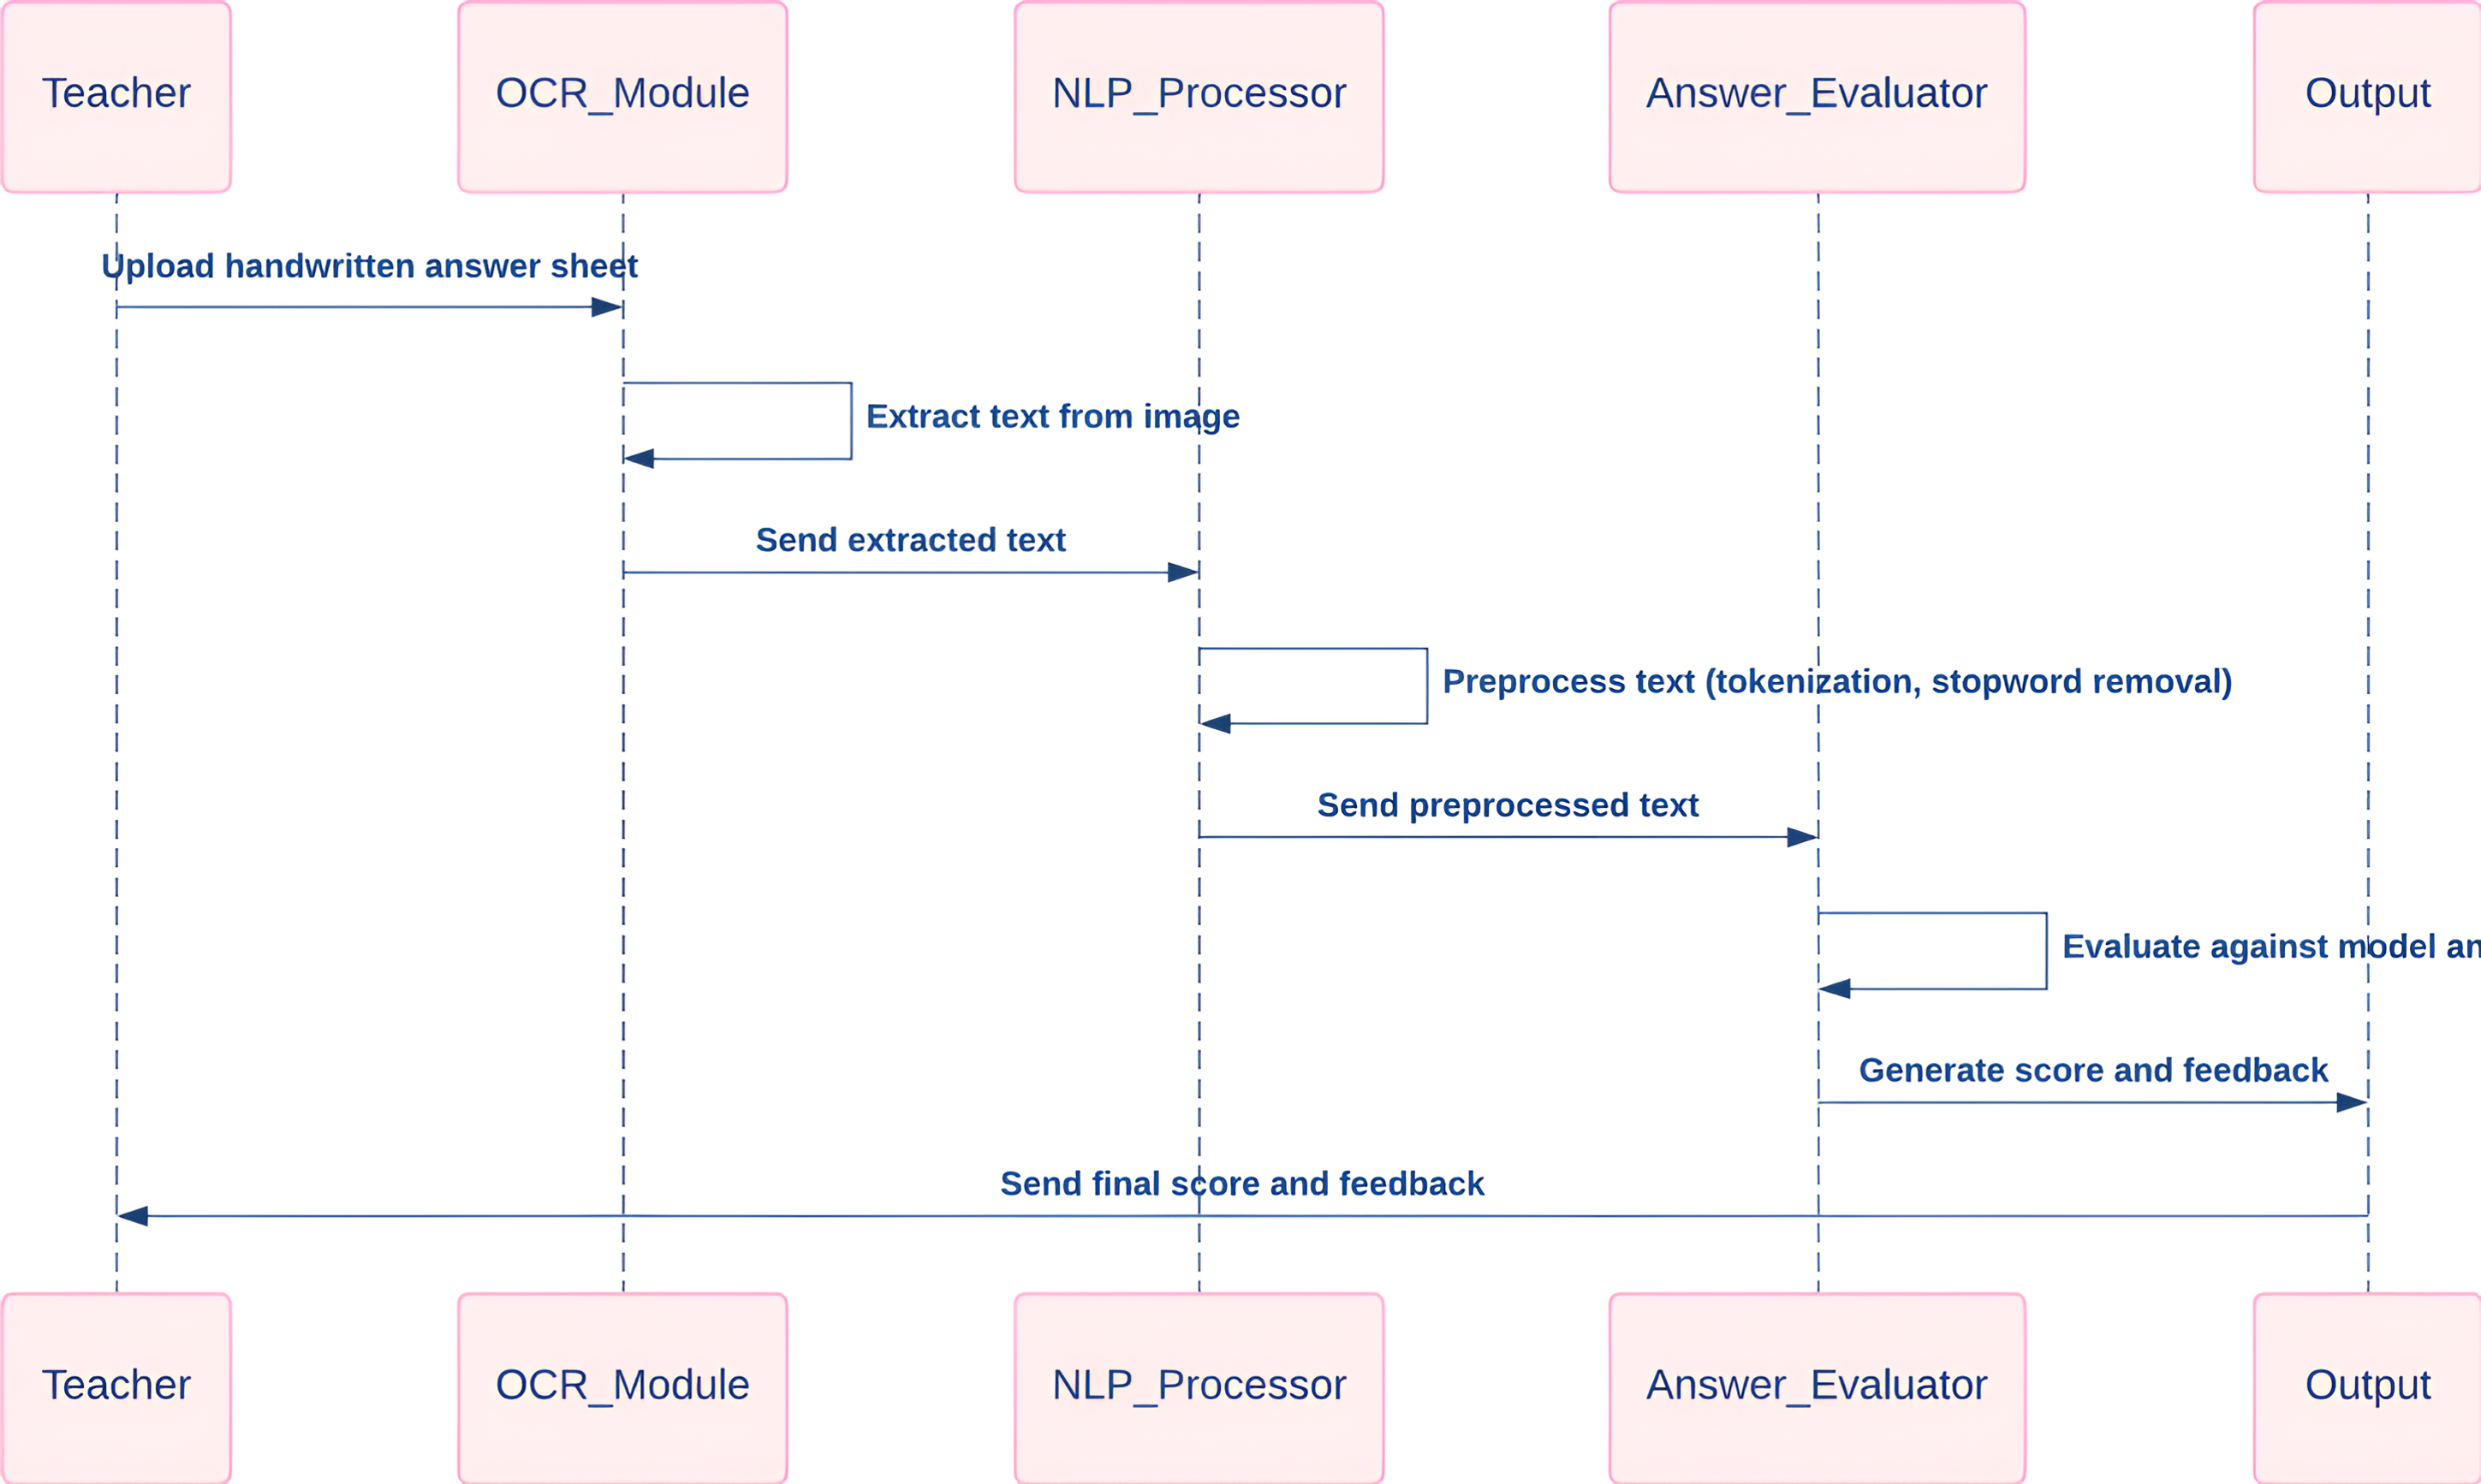 Teacher
OCR_Module
NLP_Processor
Answer_Evaluator
Output
Upload handwritten answer sheet
Extract text from image
Send extracted text
Preprocess text (tokenization, stopword removal)
Send preprocessed text
Evaluate against model an
Generate score and feedback
Send final score and feedback
Teacher
OCR_Module
NLP_Processor
Answer_Evaluator
Output